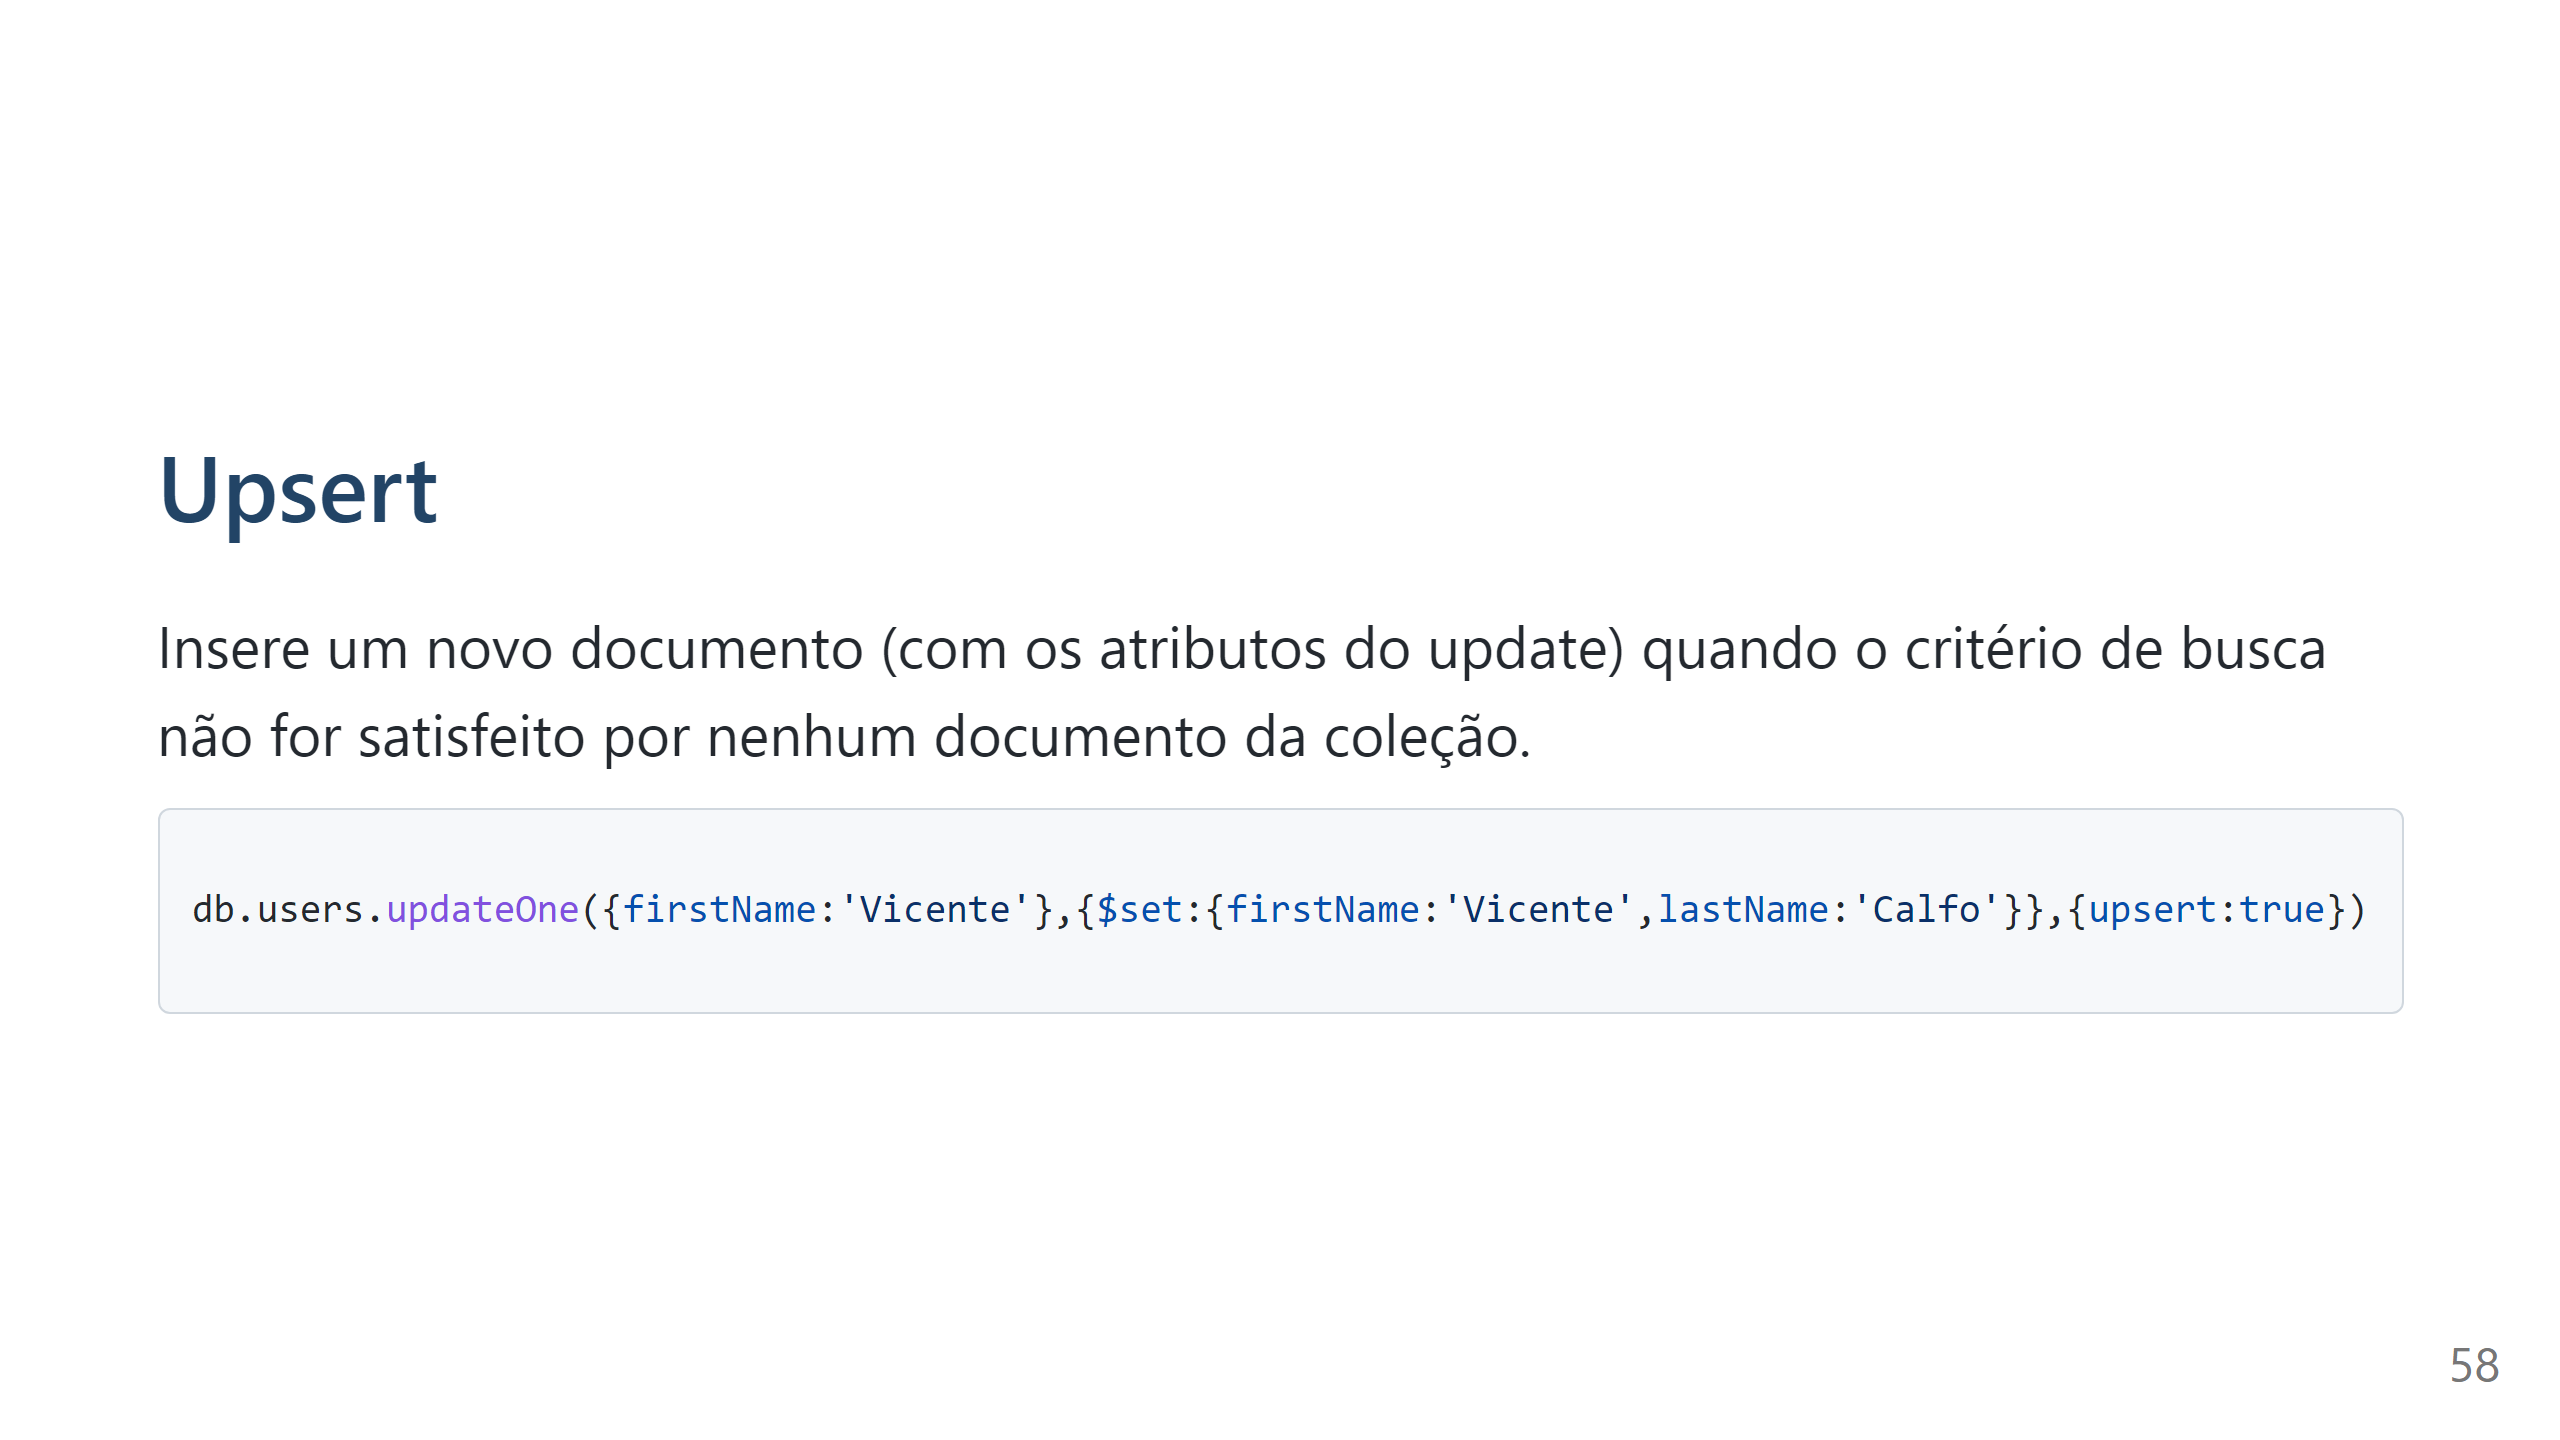 Upsert
Insere um novo documento (com os atributos do update) quando o critério de busca
não for satisfeito por nenhum documento da coleção.
db.users.updateOne({firstName:'Vicente'},{$set:{firstName:'Vicente',lastName:'Calfo'}},{upsert:true})
58